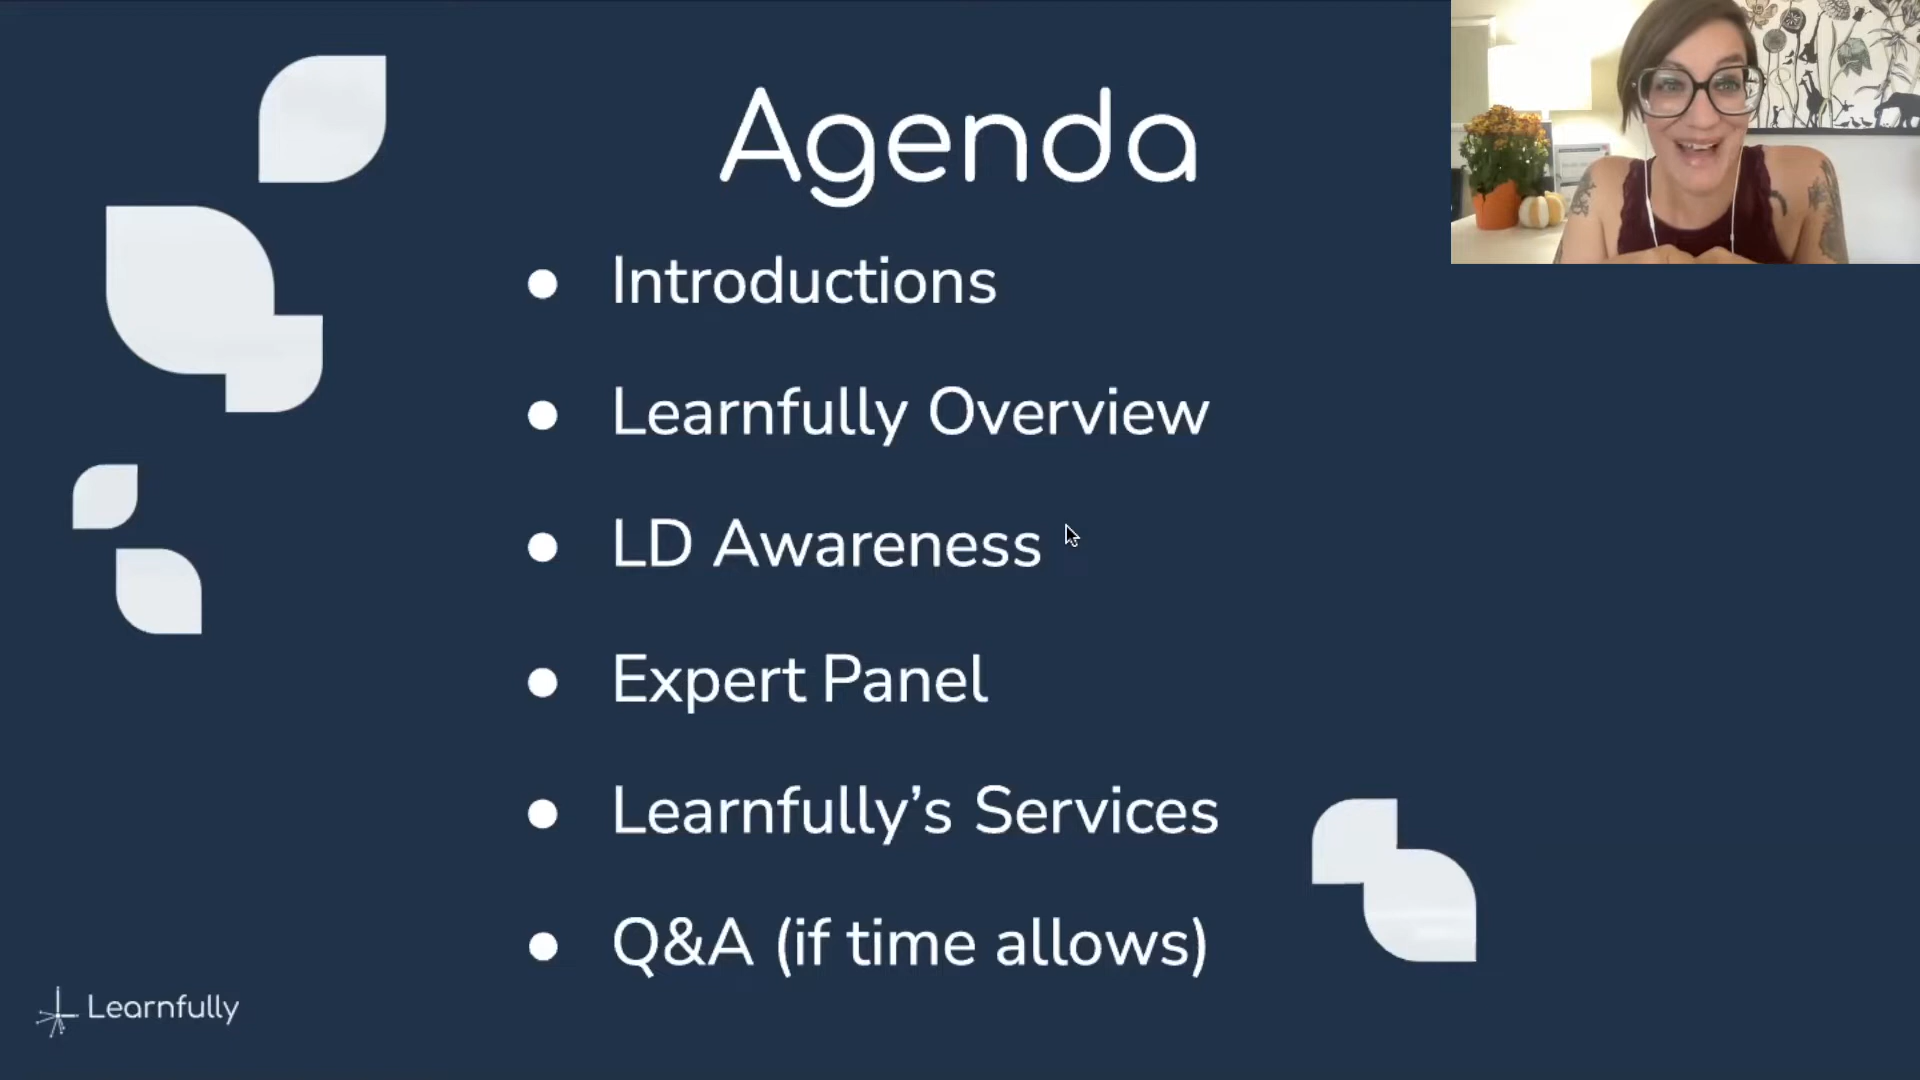 Agenda
● Introductions
● Learnfully Overview
● LD Awareness
● Expert Panel
● Learnfully’s Services
● Q&A (if time allows)
Learnfully